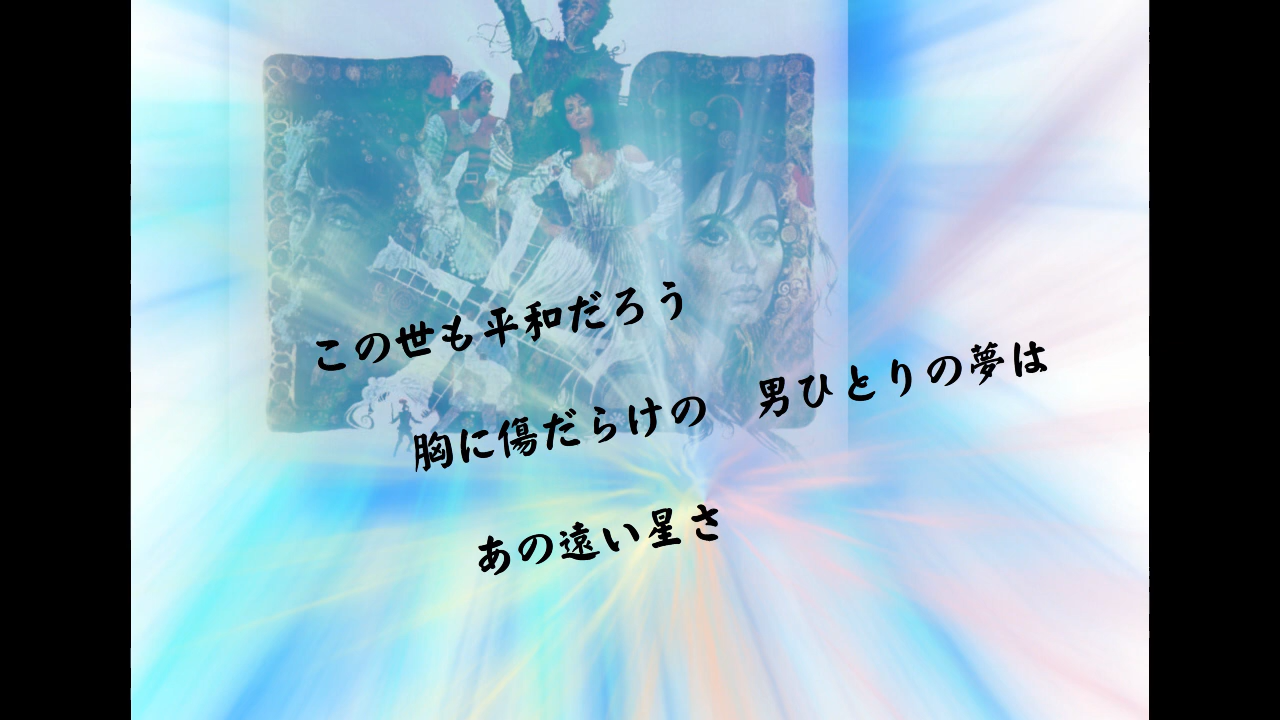 この世も平和だろう
胸に傷だらけの　男ひとりの夢は
あの遠い星さ